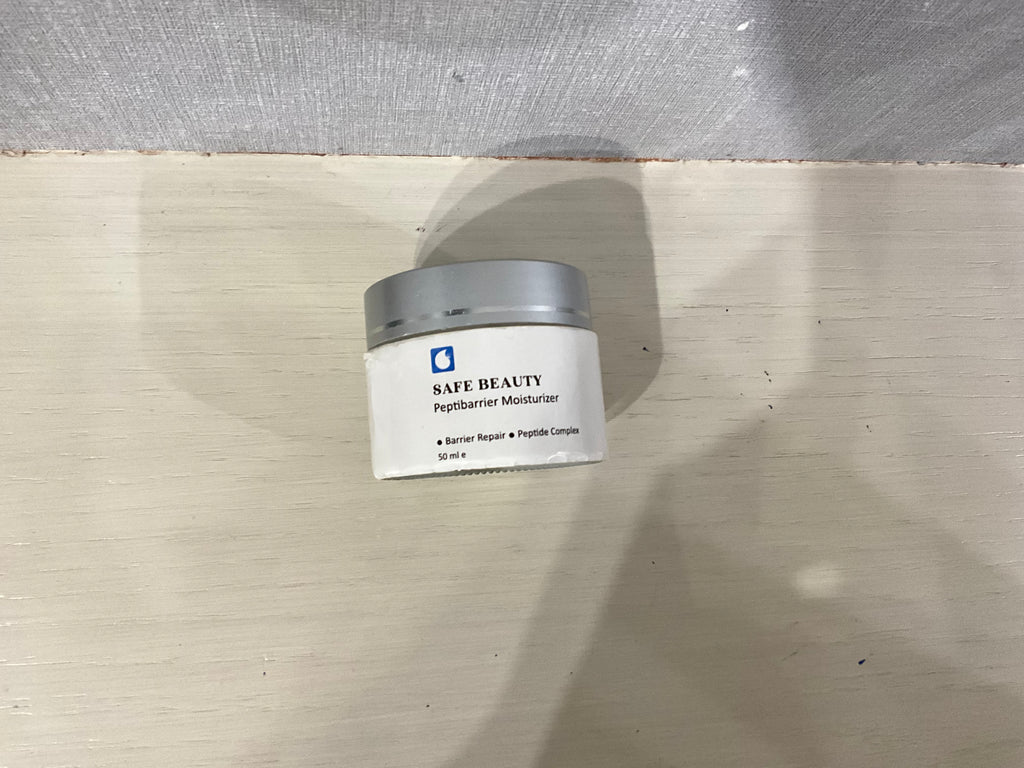 SAFE BEAUTY
Peptibarrier Moisturizer
● Barrier Repair ● Peptide Complex
50 ml e